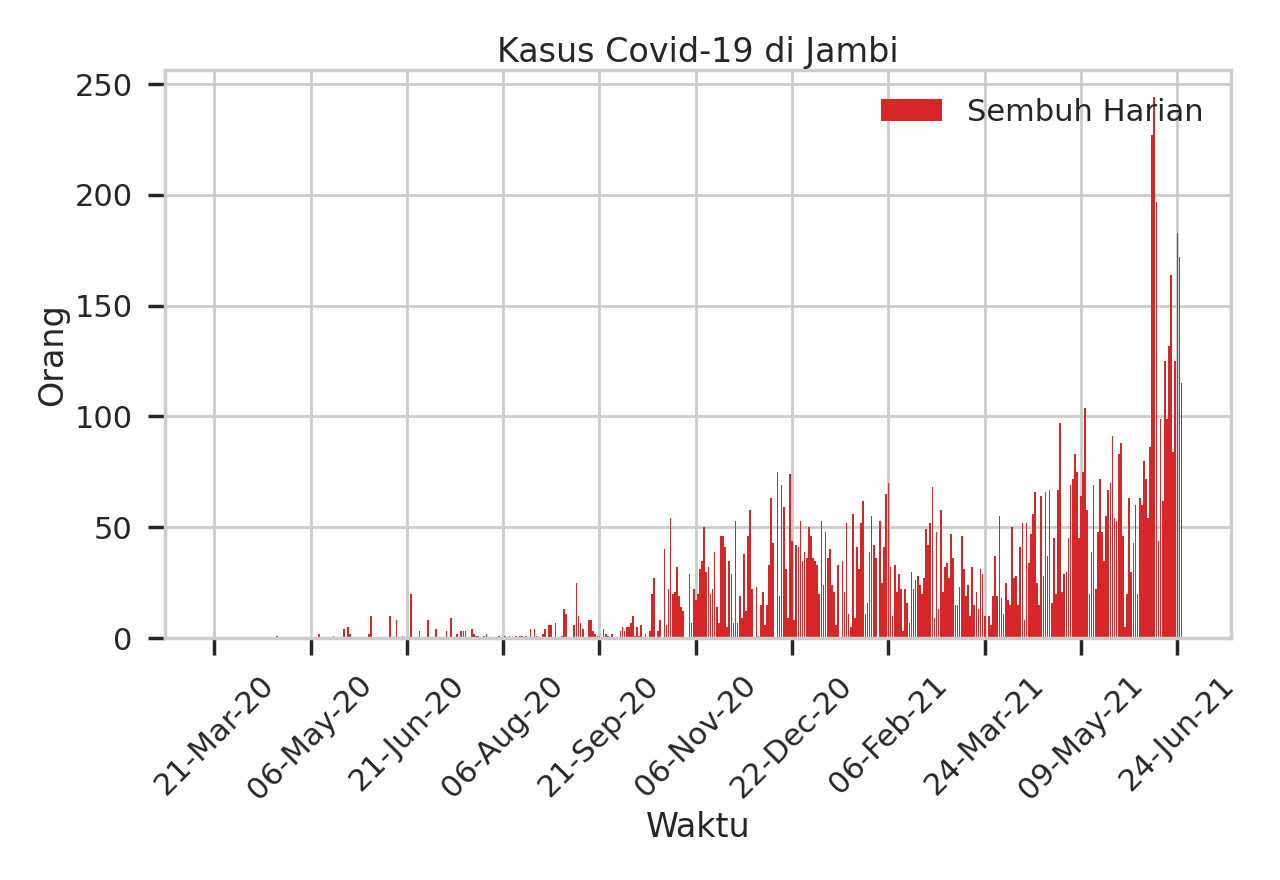 Kasus Covid-19 di Jambi
Sembuh Harian
Orang
250
200
150
100
50
0
21-Mar-20
06-May-20
21-Jun-20
06-Aug-20
21-Sep-20
06-Nov-20
22-Dec-20
06-Feb-21
24-Mar-21
09-May-21
24-Jun-21
Waktu